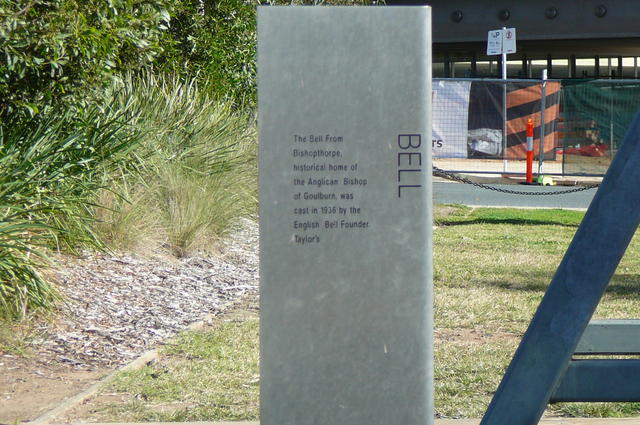 The Bell From
Bishopthorpe,
historical home of
the Anglican Bishop
of Goulburn, was
cast in 1936 by the
English Bell Founder
Taylor's
BELL
rs
P